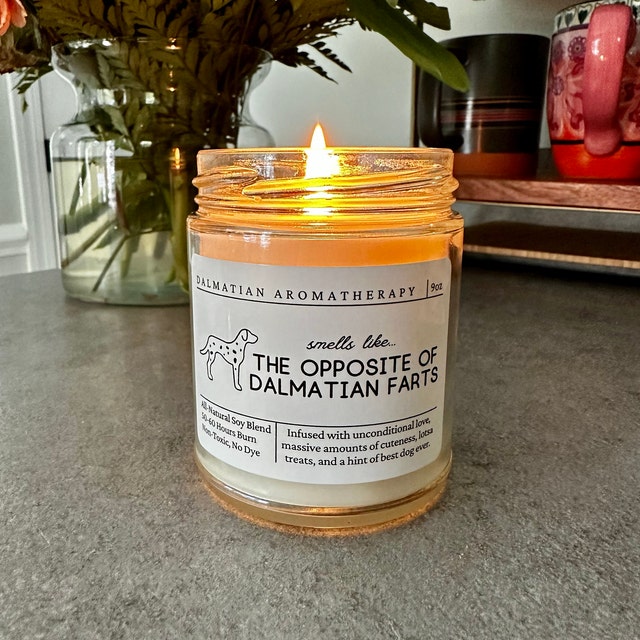 DALMATIAN AROMATHERAPY | 9oz
smells like...
THE OPPOSITE OF
DALMATIAN FARTS
All-Natural Soy Blend
50-60 Hours Burn
Non-Toxic, No Dye
Infused with unconditional love,
massive amounts of cuteness, lotsa
treats, and a hint of best dog ever.